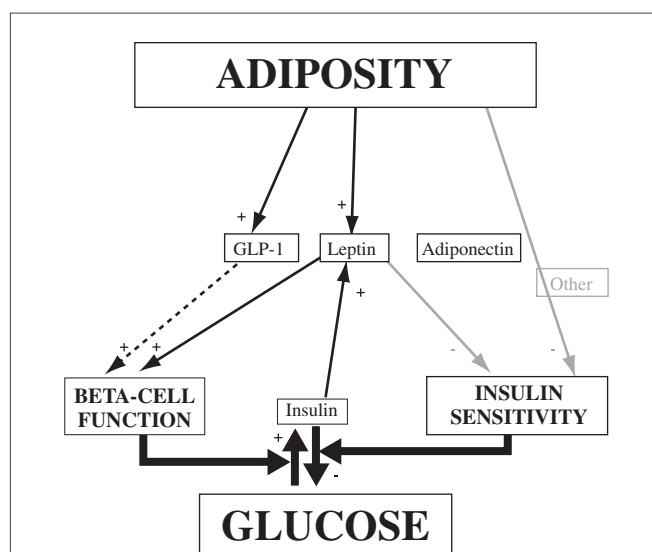 ADIPOSITY
+
+
GLP-1
Leptin
Adiponectin
Other
+
+
+
-
-
BETA-CELL
FUNCTION
Insulin
INSULIN
SENSITIVITY
+
-
GLUCOSE